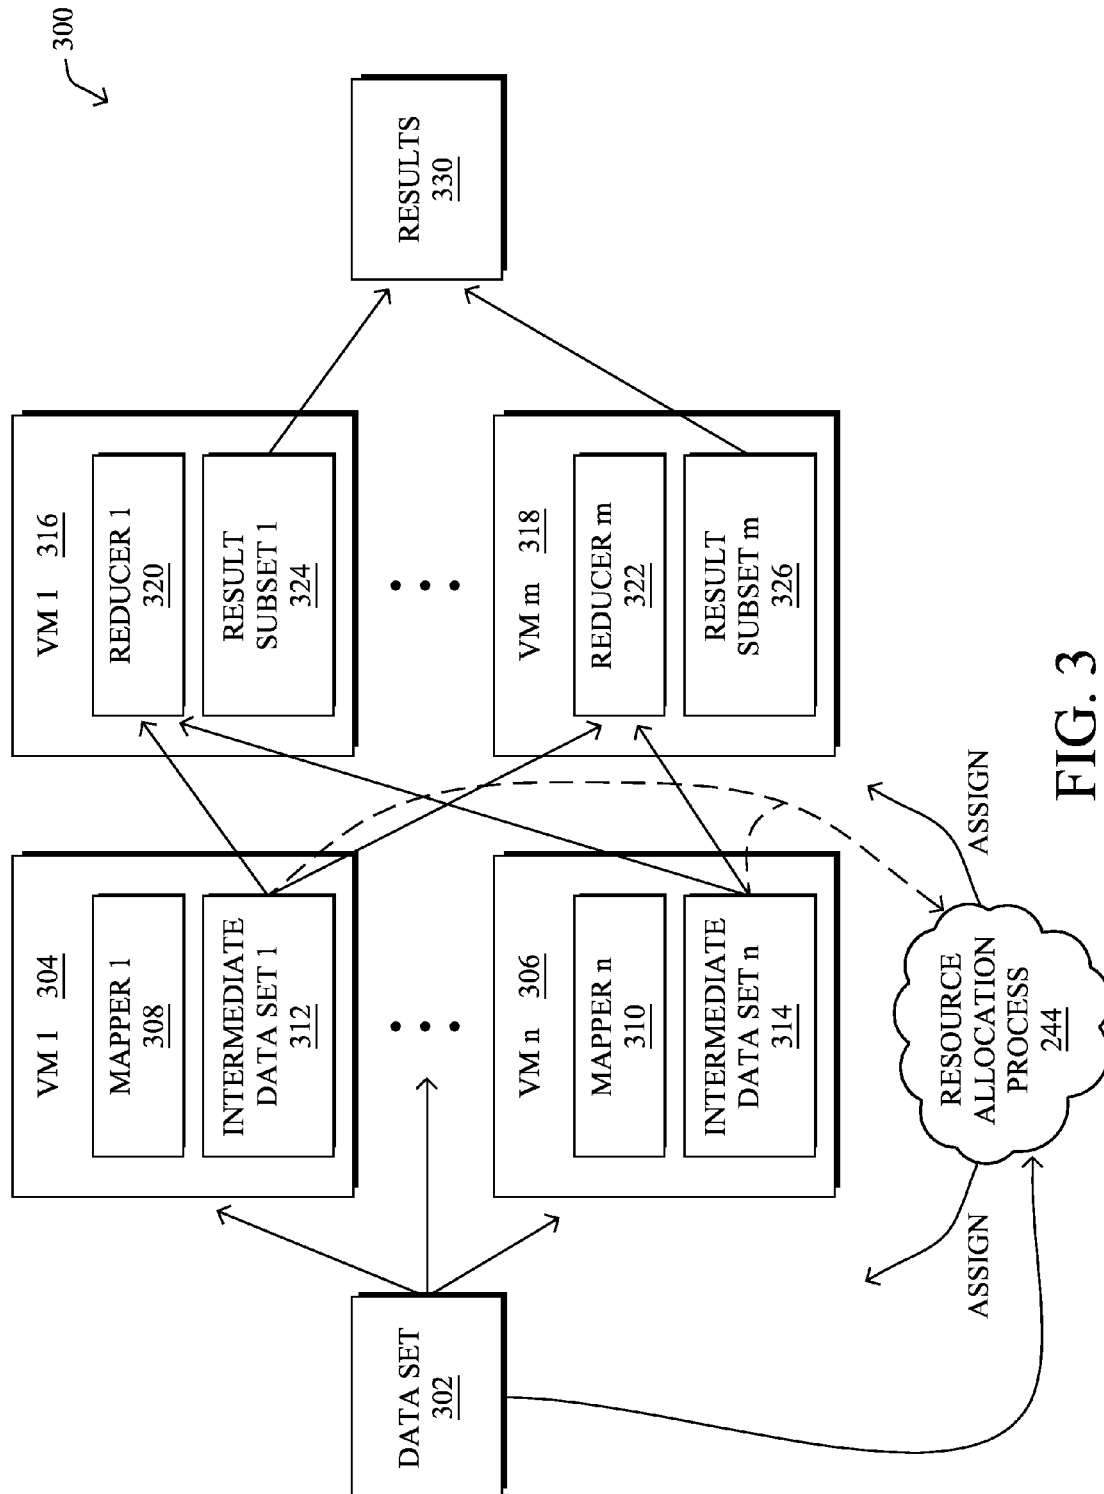 300
DATA SET
302
VM 1 304
MAPPER 1
308
INTERMEDIATE
DATA SET 1
312
VM n 306
MAPPER n
310
INTERMEDIATE
DATA SET n
314
VM 1 316
REDUCER 1
320
RESULT
SUBSET 1
324
VM m 318
REDUCER m
322
RESULT
SUBSET m
326
RESULTS
330
ASSIGN
RESOURCE
ALLOCATION
PROCESS
244
ASSIGN
FIG. 3